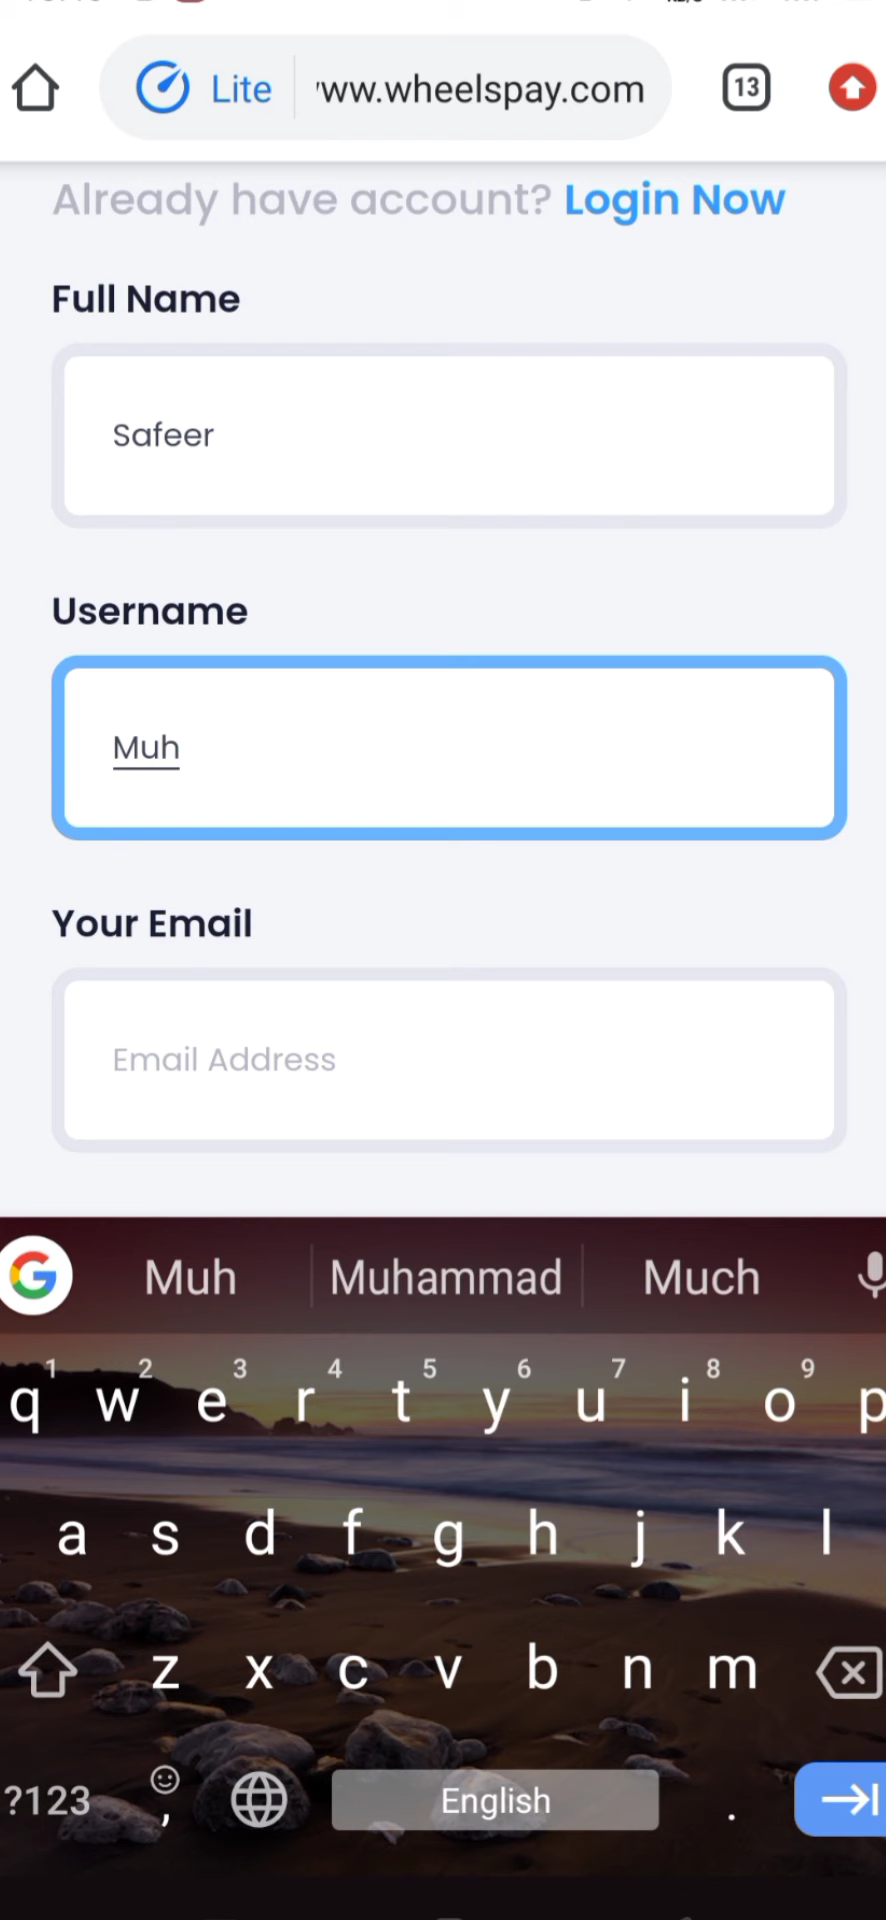 Lite
ww.wheelspay.com
13
Already have account? Login Now
Full Name
Safeer
Username
Muh
Your Email
Email Address
Muh Muhammad Much
1 2 3 4 5 6 7 8 9
q w e r t y u i o p
a s d f g h j k l
z x c v b n m
?123 , English .